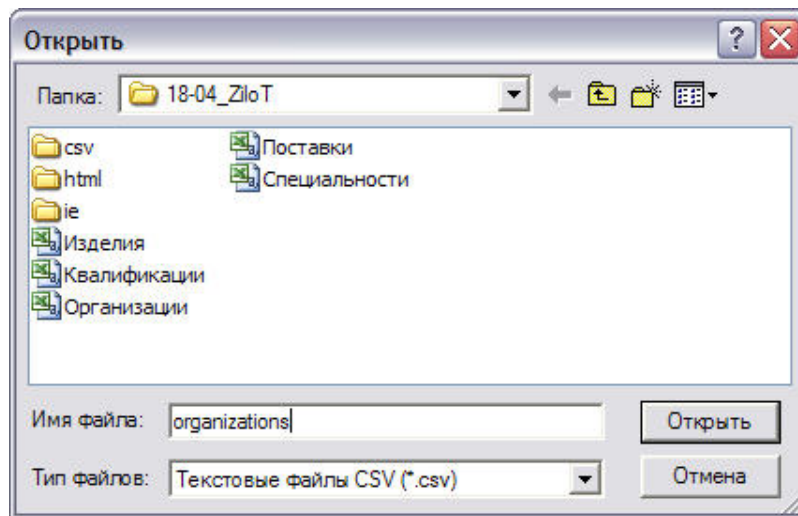 Открыть
Папка: 18-04_ZiloT
csv
html
ie
Изделия
Квалификации
Организации
Поставки
Специальности
Имя файла: organizations
Открыть
Тип файлов: Текстовые файлы CSV (*.csv)
Отмена